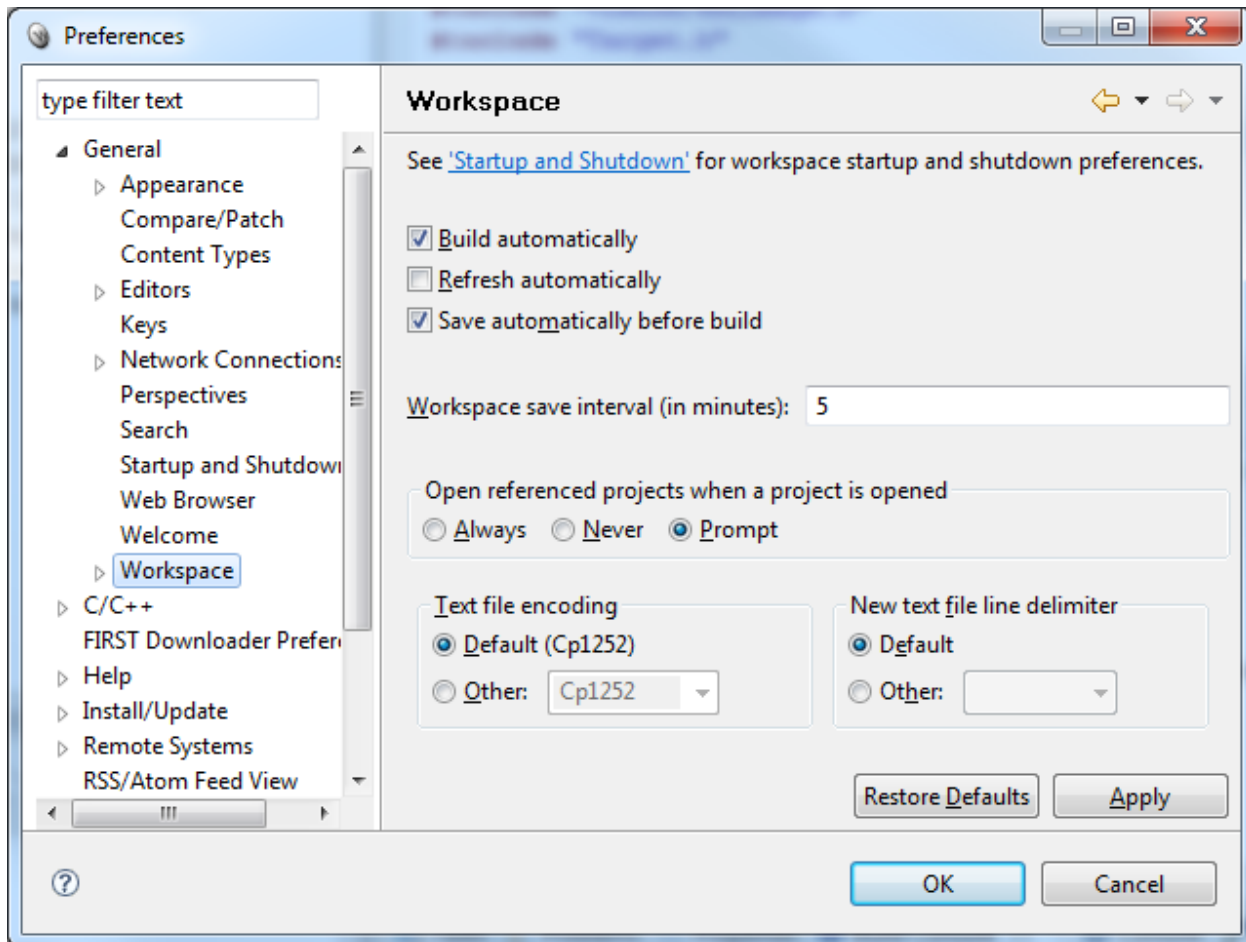 Preferences
type filter text
General
Appearance
Compare/Patch
Content Types
Editors
Keys
Network Connections
Perspectives
Search
Startup and Shutdown
Web Browser
Welcome
Workspace
C/C++
FIRST Downloader Prefer
Help
Install/Update
Remote Systems
RSS/Atom Feed View
Workspace
See 'Startup and Shutdown' for workspace startup and shutdown preferences.
Build automatically
Refresh automatically
Save automatically before build
Workspace save interval (in minutes): 5
Open referenced projects when a project is opened
Always Never Prompt
Text file encoding
Default (Cp1252)
Other: Cp1252
New text file line delimiter
Default
Other:
Restore Defaults Apply
OK Cancel